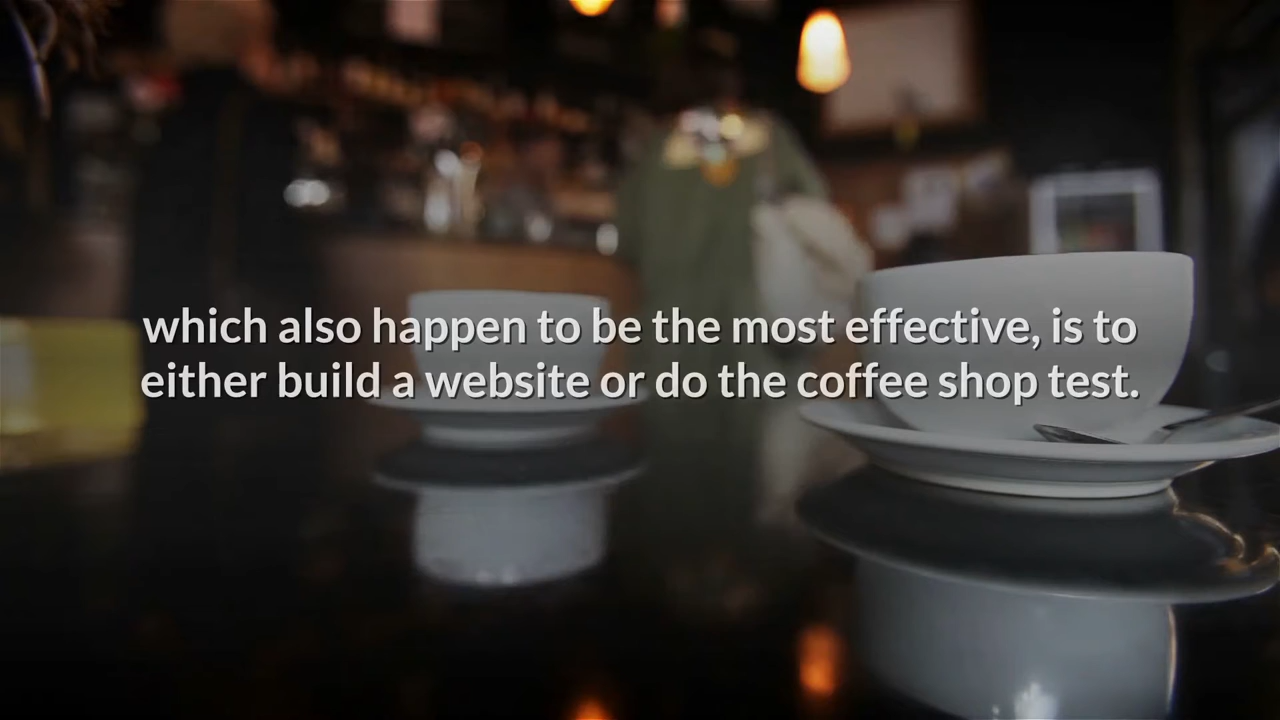 which also happen to be the most effective, is to
either build a website or do the coffee shop test.